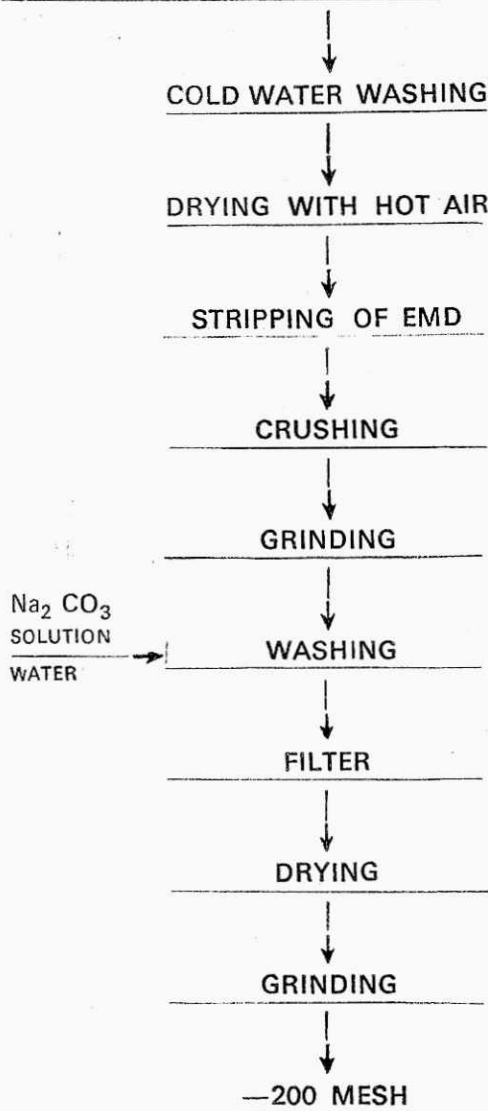 COLD WATER WASHING
DRYING WITH HOT AIR
STRIPPING OF EMD
CRUSHING
GRINDING
Na₂ CO₃
SOLUTION
WATER
WASHING
FILTER
DRYING
GRINDING
—200 MESH